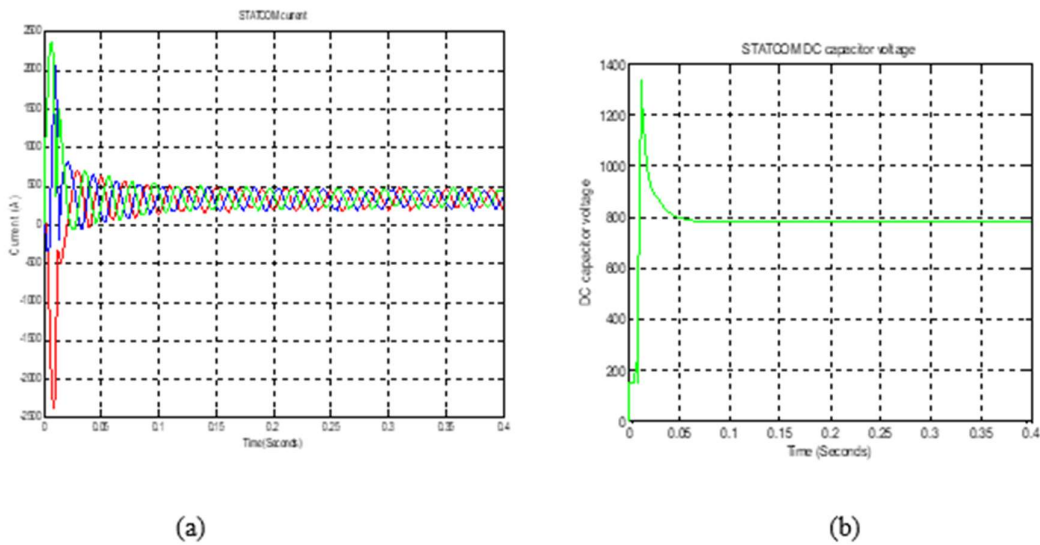 STATCOM current
2500
2000
1500
1000
500
0
-500
-1000
-1500
-2000
-2500
Current (A)
0 0.05 0.1 0.15 0.2 0.25 0.3 0.35 0.4
Time(Seconds)
(a)
STATCOM DC capacitor voltage
1400
1200
1000
800
600
400
200
0
DC capacitor voltage
0 0.05 0.1 0.15 0.2 0.25 0.3 0.35 0.4
Time (Seconds)
(b)